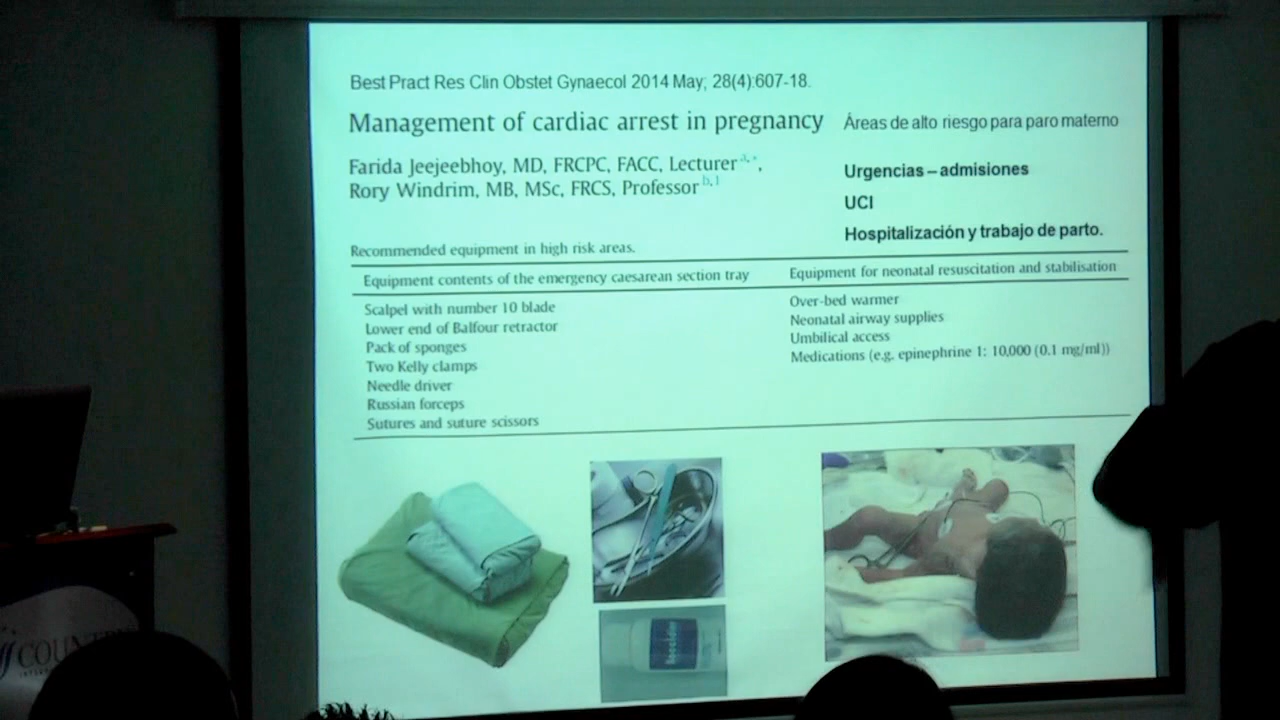 Best Pract Res Clin Obstet Gynaecol 2014 May; 28(4):607-18.
Management of cardiac arrest in pregnancy
Farida Jeejeebhoy, MD, FRCPC, FACC, Lecturer a, *,
Rory Windrim, MB, MSc, FRCS, Professor b, 1
Áreas de alto riesgo para paro materno
Urgencias – admisiones
UCI
Hospitalización y trabajo de parto.
Recommended equipment in high risk areas.
Equipment contents of the emergency caesarean section tray
Scalpel with number 10 blade
Lower end of Balfour retractor
Pack of sponges
Two Kelly clamps
Needle driver
Russian forceps
Sutures and suture scissors
Equipment for neonatal resuscitation and stabilisation
Over-bed warmer
Neonatal airway supplies
Umbilical access
Medications (e.g. epinephrine 1: 10,000 (0.1 mg/ml))